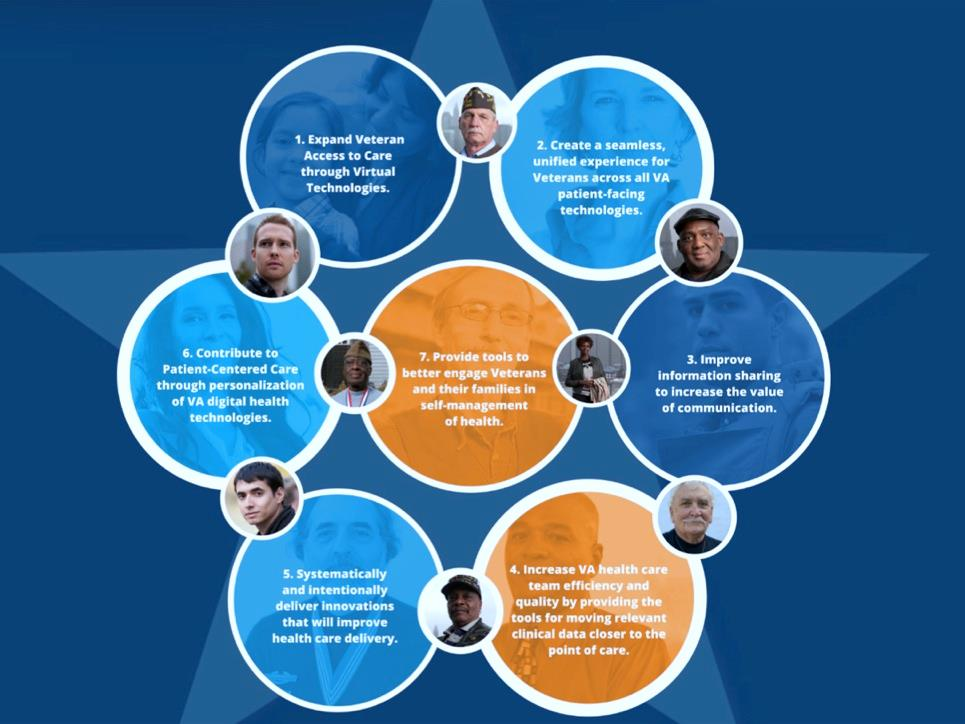 1. Expand Veteran
Access to Care
through Virtual
Technologies.
2. Create a seamless,
unified experience for
Veterans across all VA
patient-facing
technologies.
3. Improve
information sharing
to increase the value
of communication.
4. Increase VA health care
team efficiency and
quality by providing the
tools for moving relevant
clinical data closer to the
point of care.
5. Systematically
and intentionally
deliver innovations
that will improve
health care delivery.
6. Contribute to
Patient-Centered Care
through personalization
of VA digital health
technologies.
7. Provide tools to
better engage Veterans
and their families in
self-management
of health.